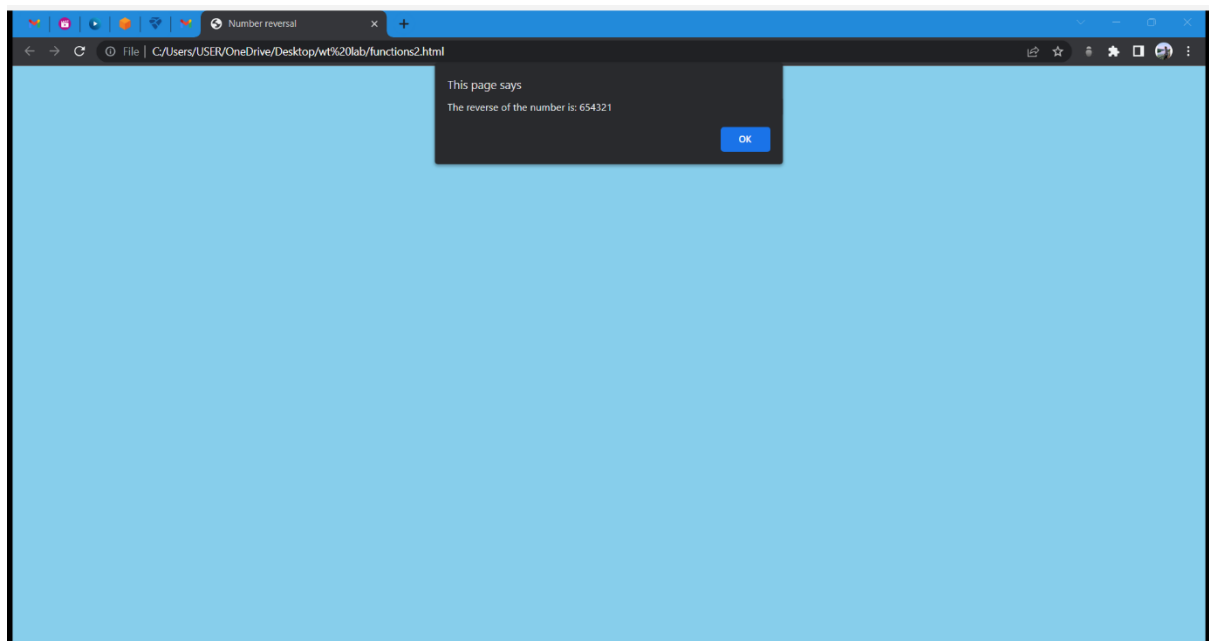 Number reversal
File | C:/Users/USER/OneDrive/Desktop/wt%20lab/functions2.html
This page says
The reverse of the number is: 654321
OK